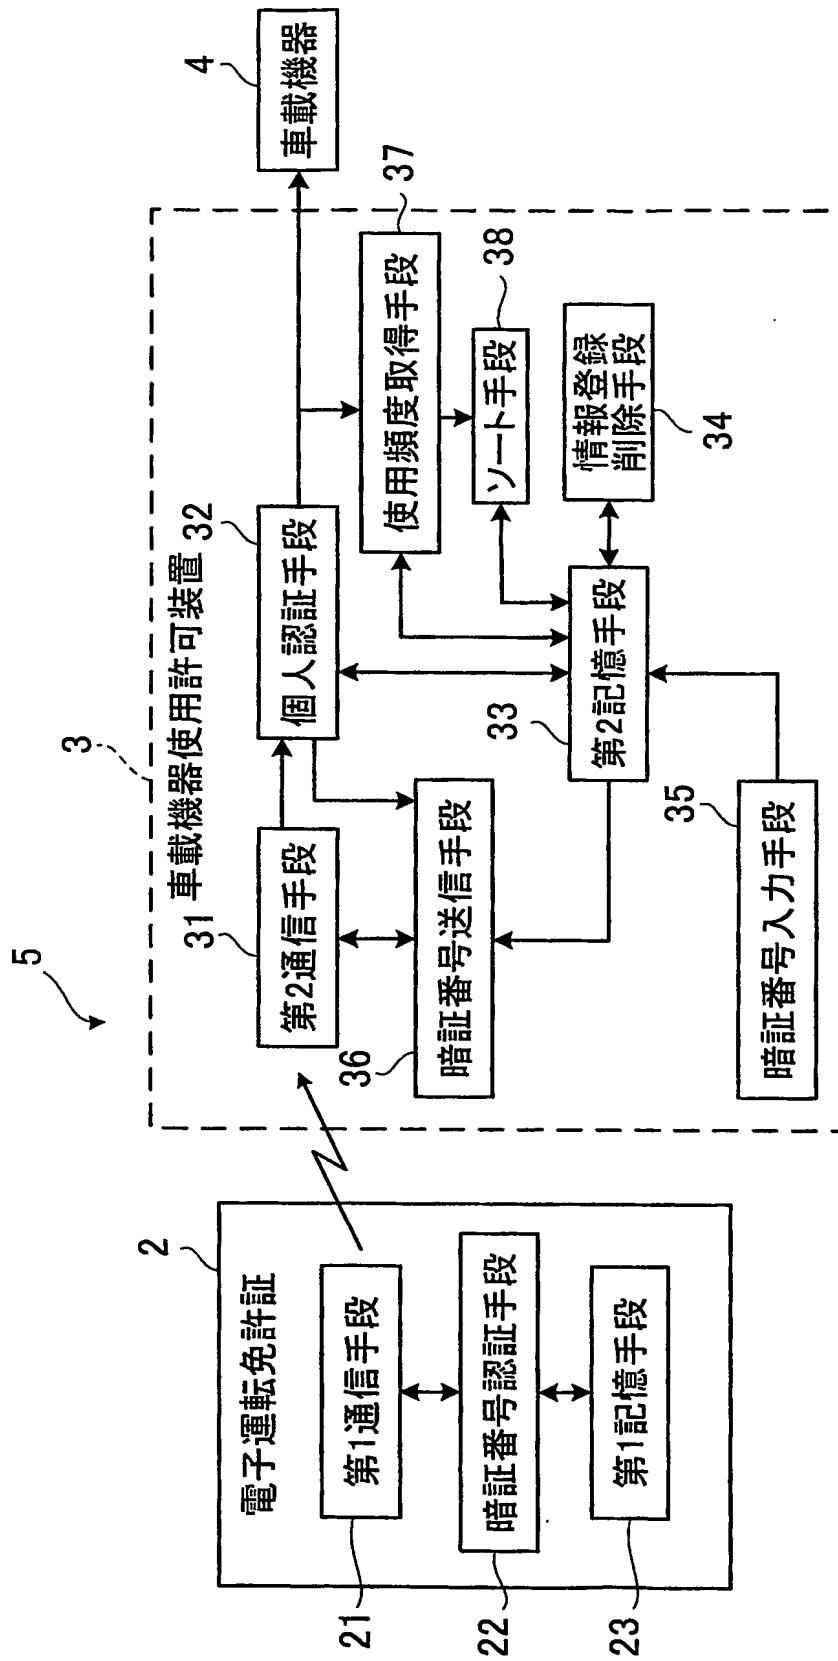 5
2
電子運転免許証
第1通信手段
21
暗証番号認証手段
22
第1記憶手段
23
3
車載機器使用許可装置
第2通信手段
31
個人認証手段
32
暗証番号送信手段
36
第2記憶手段
33
暗証番号入力手段
35
使用頻度取得手段
37
ソート手段
38
情報登録
削除手段
34
車載機器
4